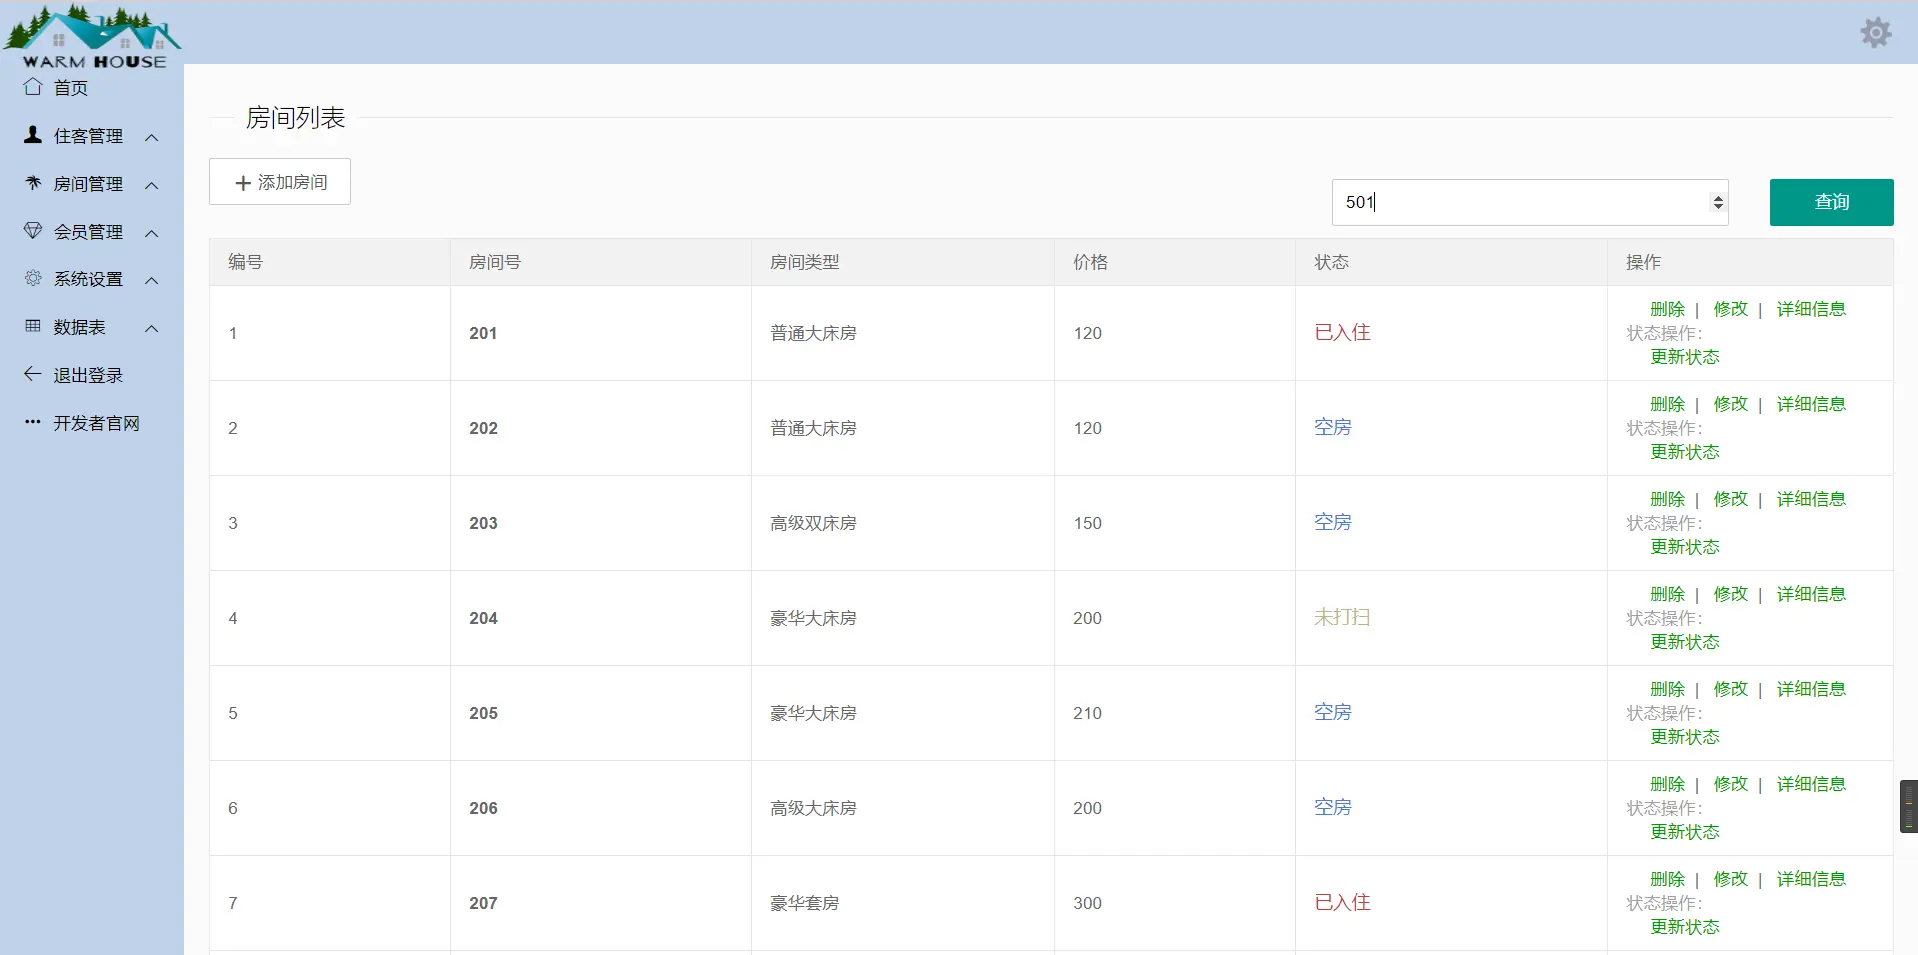 WARM HOUSE
首页
住客管理
房间管理
会员管理
系统设置
数据表
退出登录
开发者官网
房间列表
添加房间
501
查询
编号 房间号 房间类型 价格 状态 操作
删除 | 修改 | 详细信息
1 201 普通大床房 120 已入住 状态操作:
更新状态
删除 | 修改 | 详细信息
2 202 普通大床房 120 空房 状态操作:
更新状态
删除 | 修改 | 详细信息
3 203 高级双床房 150 空房 状态操作:
更新状态
删除 | 修改 | 详细信息
4 204 豪华大床房 200 未打扫 状态操作:
更新状态
删除 | 修改 | 详细信息
5 205 豪华大床房 210 空房 状态操作:
更新状态
删除 | 修改 | 详细信息
6 206 高级大床房 200 空房 状态操作:
更新状态
删除 | 修改 | 详细信息
7 207 豪华套房 300 已入住 状态操作:
更新状态